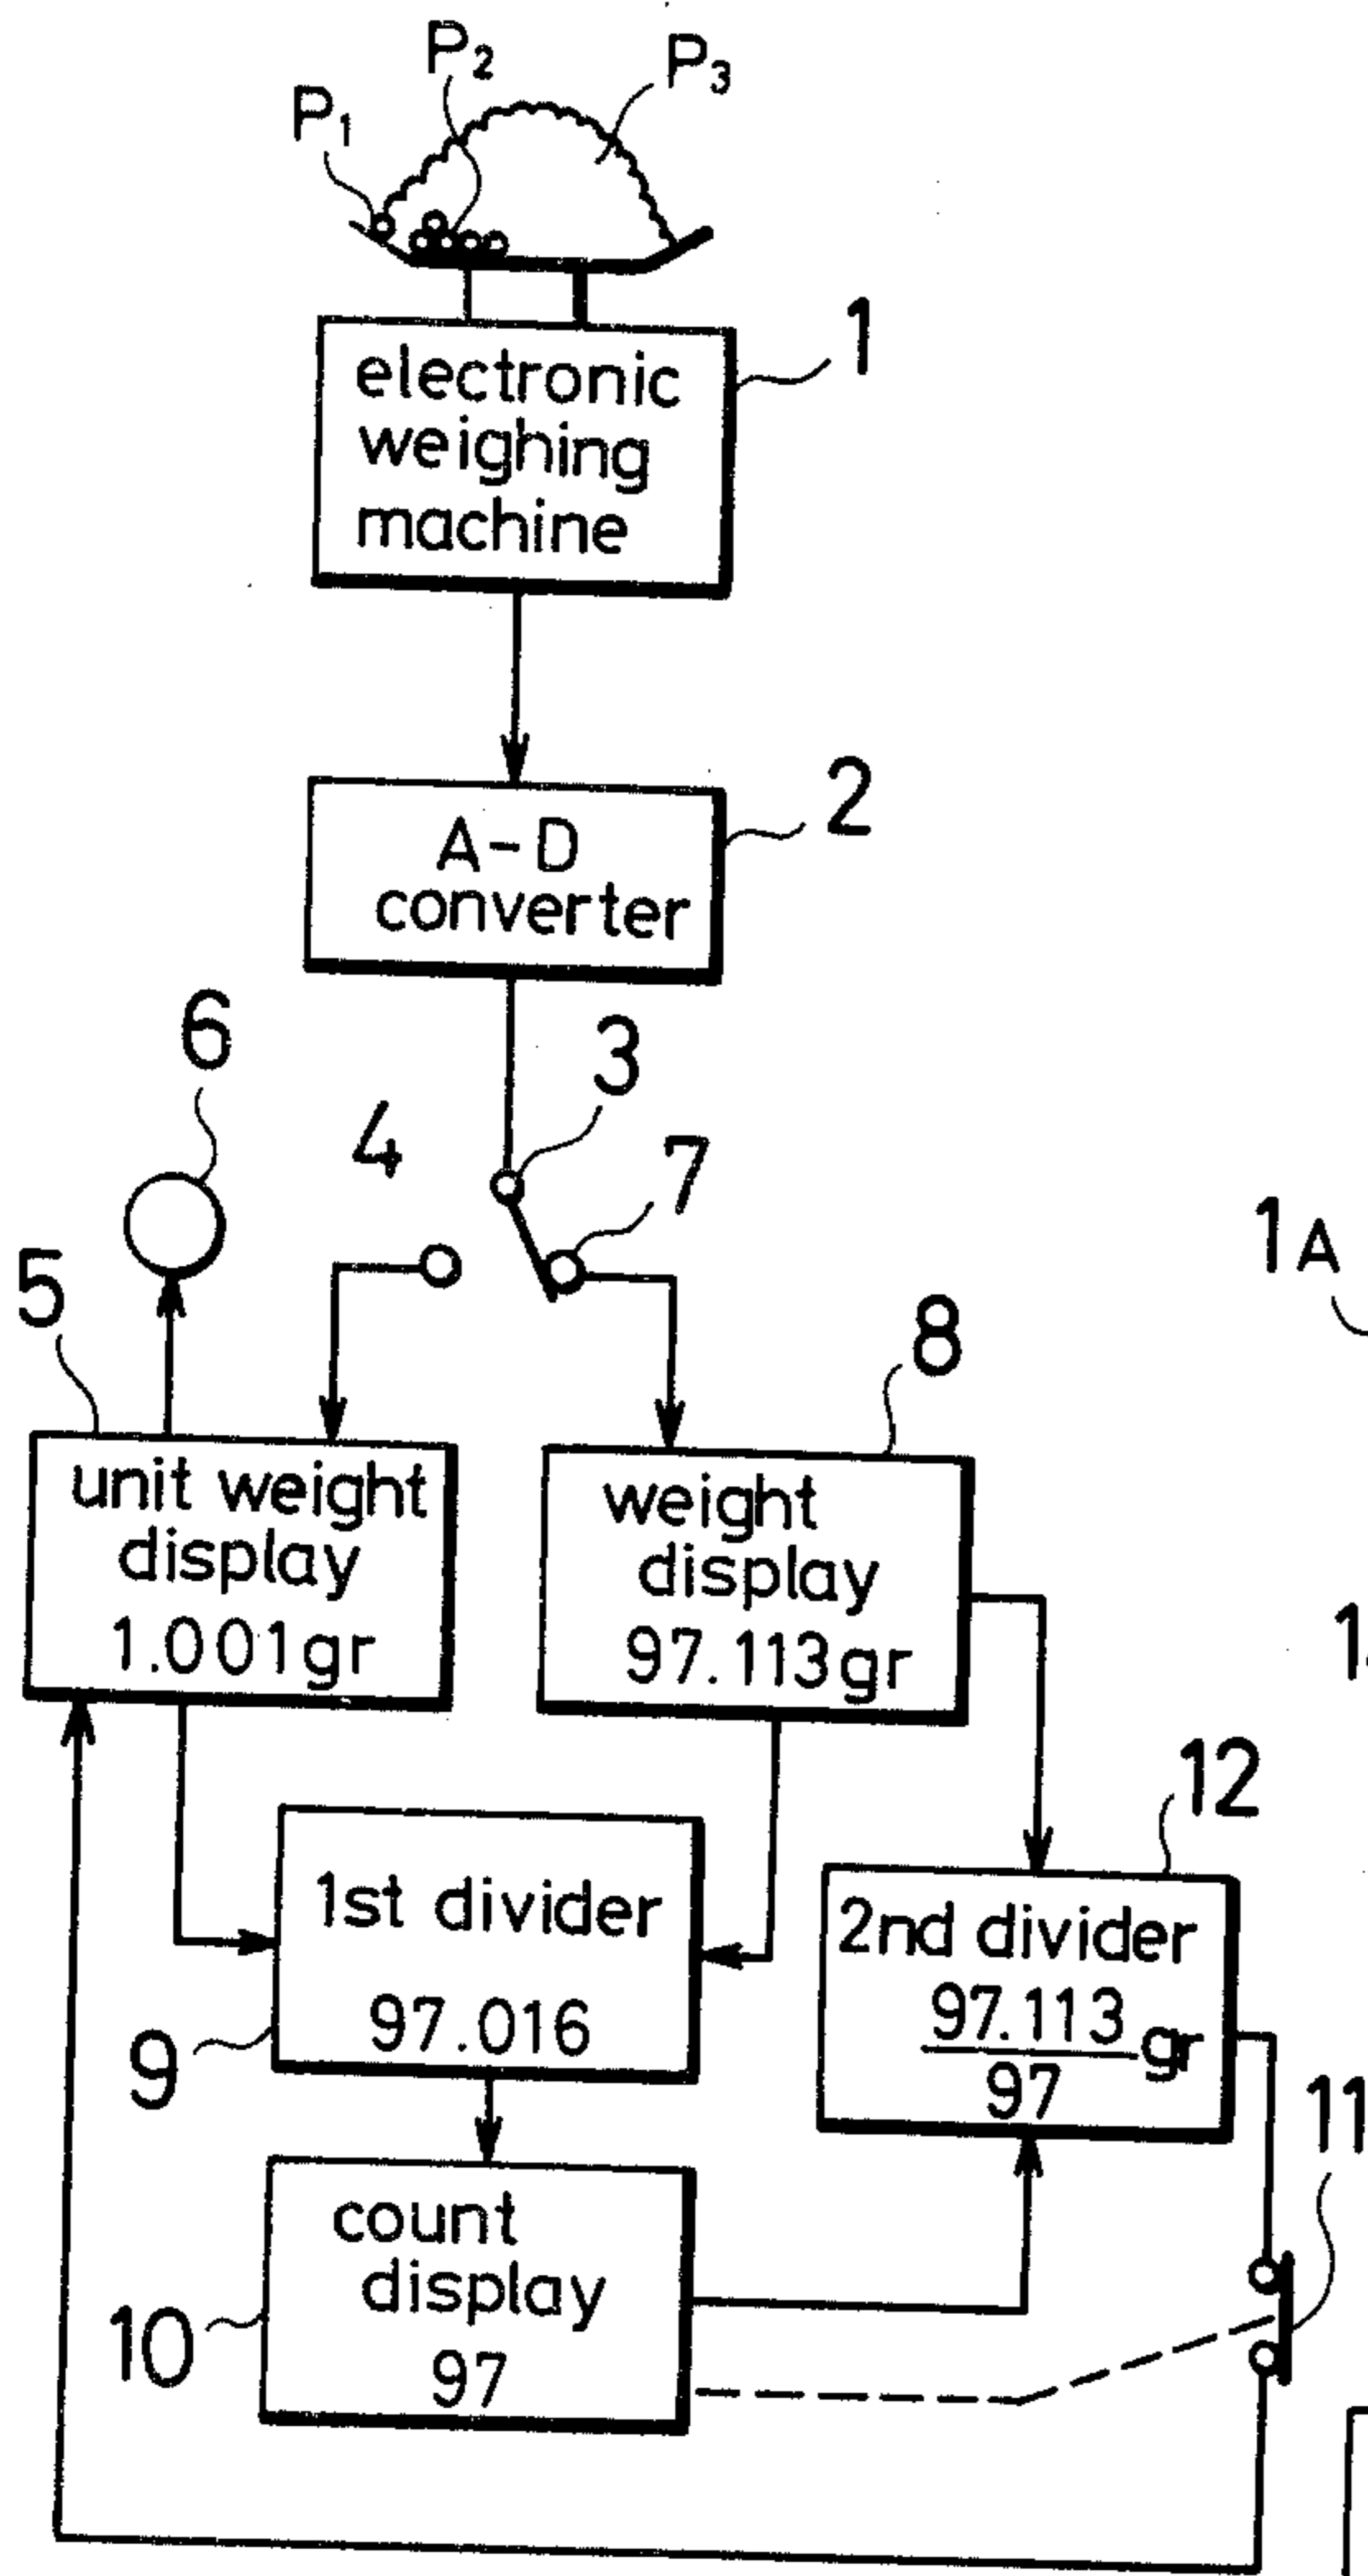 P1
P2
P3
electronic
weighing
machine
1
A-D
converter
2
6
3
4
7
1A
5
8
unit weight
display
1.001gr
weight
display
97.113gr
1
12
1st divider
97.016
9
2nd divider
97.113
gr
97
11
count
display
97
10